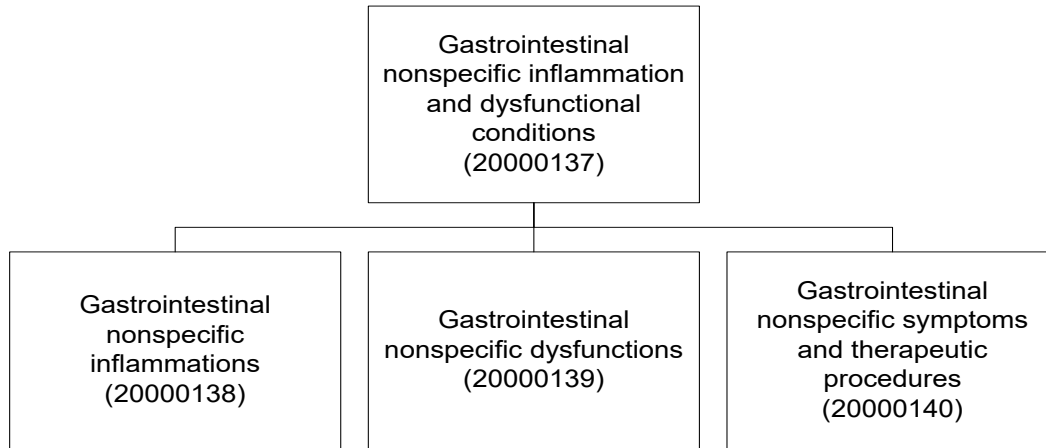 Gastrointestinal
nonspecific inflammation
and dysfunctional
conditions
(20000137)
Gastrointestinal
nonspecific
inflammations
(20000138)
Gastrointestinal
nonspecific dysfunctions
(20000139)
Gastrointestinal
nonspecific symptoms
and therapeutic
procedures
(20000140)